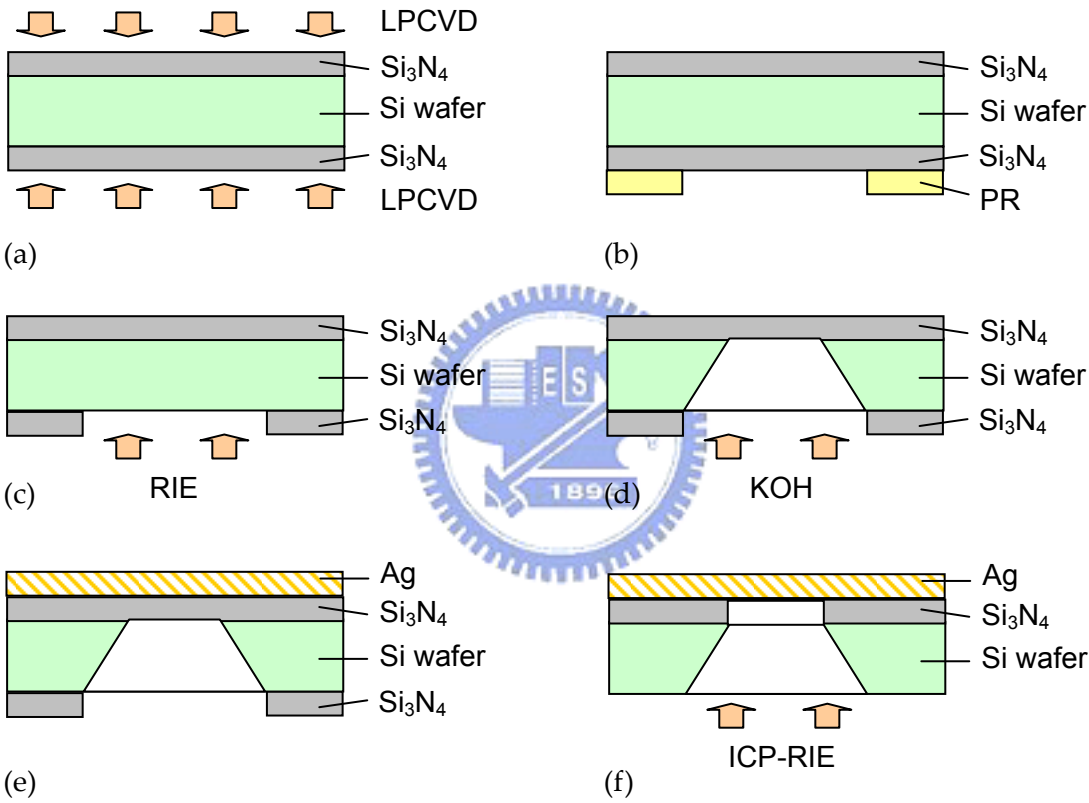 LPCVD
Si₃N₄
Si wafer
Si₃N₄
LPCVD
(a)
Si₃N₄
Si wafer
Si₃N₄
PR
(b)
Si₃N₄
Si wafer
Si₃N₄
RIE
(c)
Si₃N₄
Si wafer
Si₃N₄
KOH
(d)
E S
1896
Ag
Si₃N₄
Si wafer
Si₃N₄
(e)
Ag
Si₃N₄
Si wafer
ICP-RIE
(f)